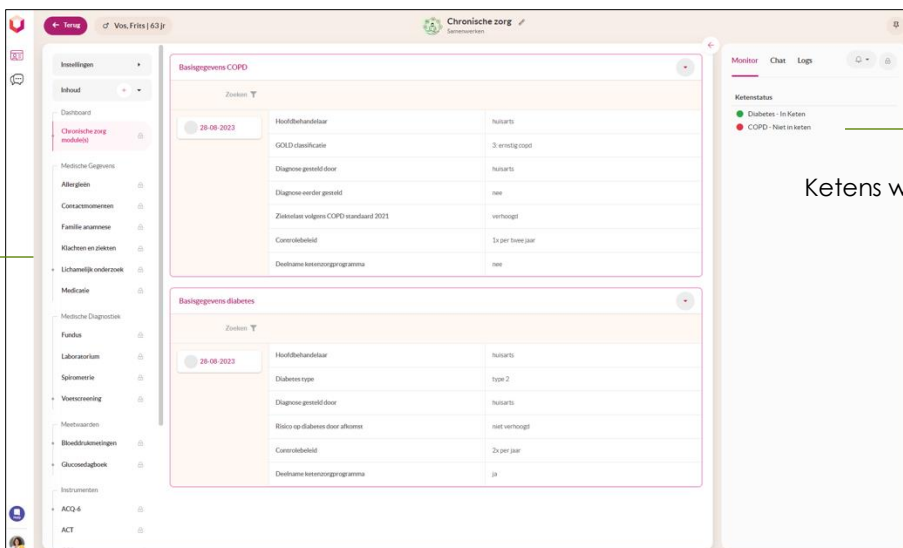 Terug
Vos, Frits | 63 jr
Chronische zorg
Samenwerken
Instellingen
Inhoud
Dashboard
Chronische zorg
module(s)
Medische Gegevens
Allergieën
Contactmomenten
Familie anamnese
Klachten en ziekten
Lichamelijk onderzoek
Medicatie
Medische Diagnostiek
Fundus
Laboratorium
Spirometrie
Voetscreening
Meetwaarden
Bloeddrukmetingen
Glucosedagboek
Instrumenten
ACQ-6
ACT
Basisgegevens COPD
Zoeken
28-08-2023
Hoofdbehandelaar huisarts
GOLD classificatie 3: ernstig copd
Diagnose gesteld door huisarts
Diagnose eerder gesteld nee
Ziektelast volgens COPD standaard 2021 verhoogd
Controlebeleid 1x per twee jaar
Deelname ketenzorgprogramma nee
Basisgegevens diabetes
Zoeken
28-08-2023
Hoofdbehandelaar huisarts
Diabetes type type 2
Diagnose gesteld door huisarts
Risico op diabetes door afkomst niet verhoogd
Controlebeleid 2x per jaar
Deelname ketenzorgprogramma ja
Monitor Chat Logs
Ketenstatus
Diabetes - In Keten
COPD - Niet in keten
Ketens w